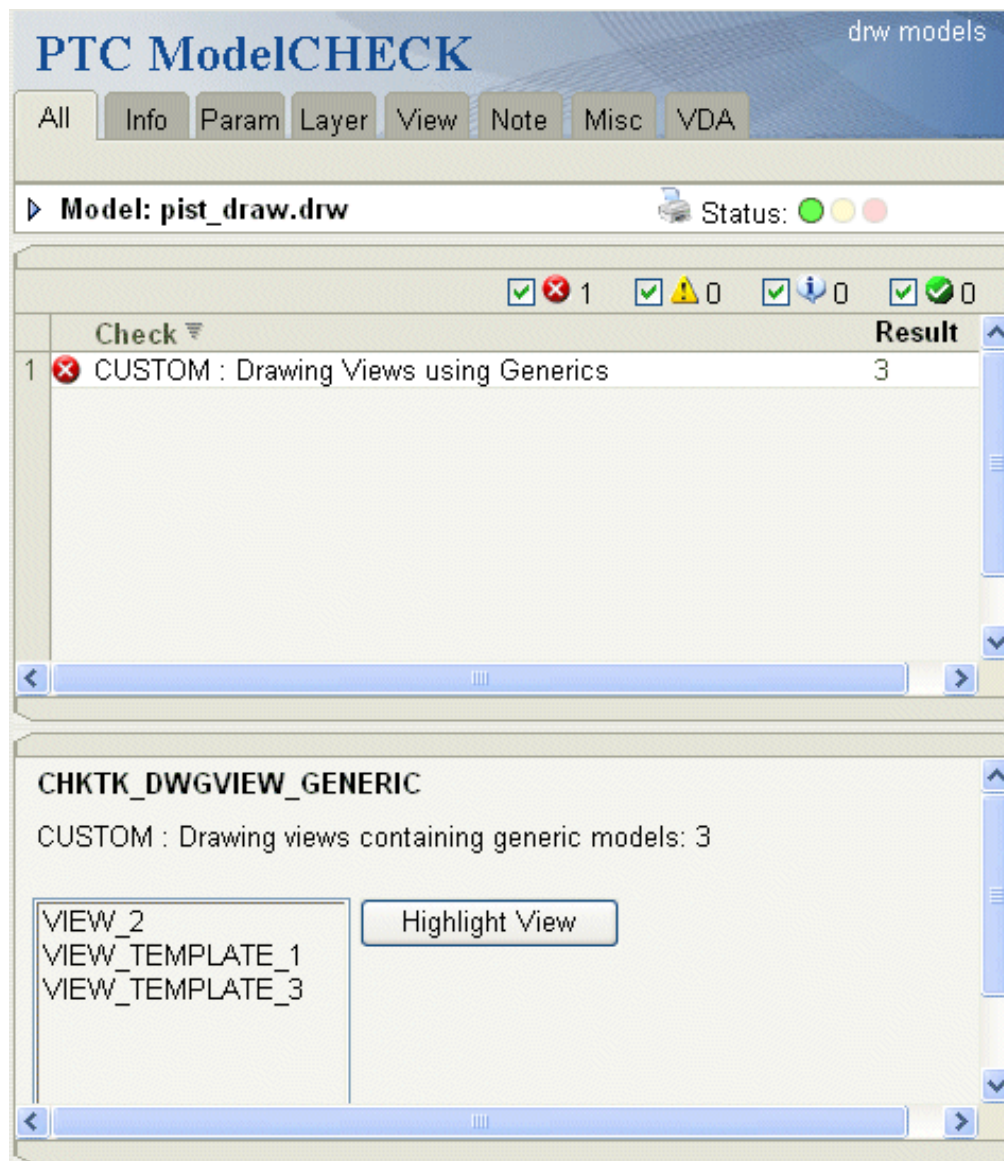 drw models
PTC ModelCHECK
All Info Param Layer View Note Misc VDA
Model: pist_draw.drw Status:
1 0 0 0
Check Result
1 CUSTOM : Drawing Views using Generics 3
CHKTK_DWGVIEW_GENERIC
CUSTOM : Drawing views containing generic models: 3
VIEW_2 Highlight View
VIEW_TEMPLATE_1
VIEW_TEMPLATE_3